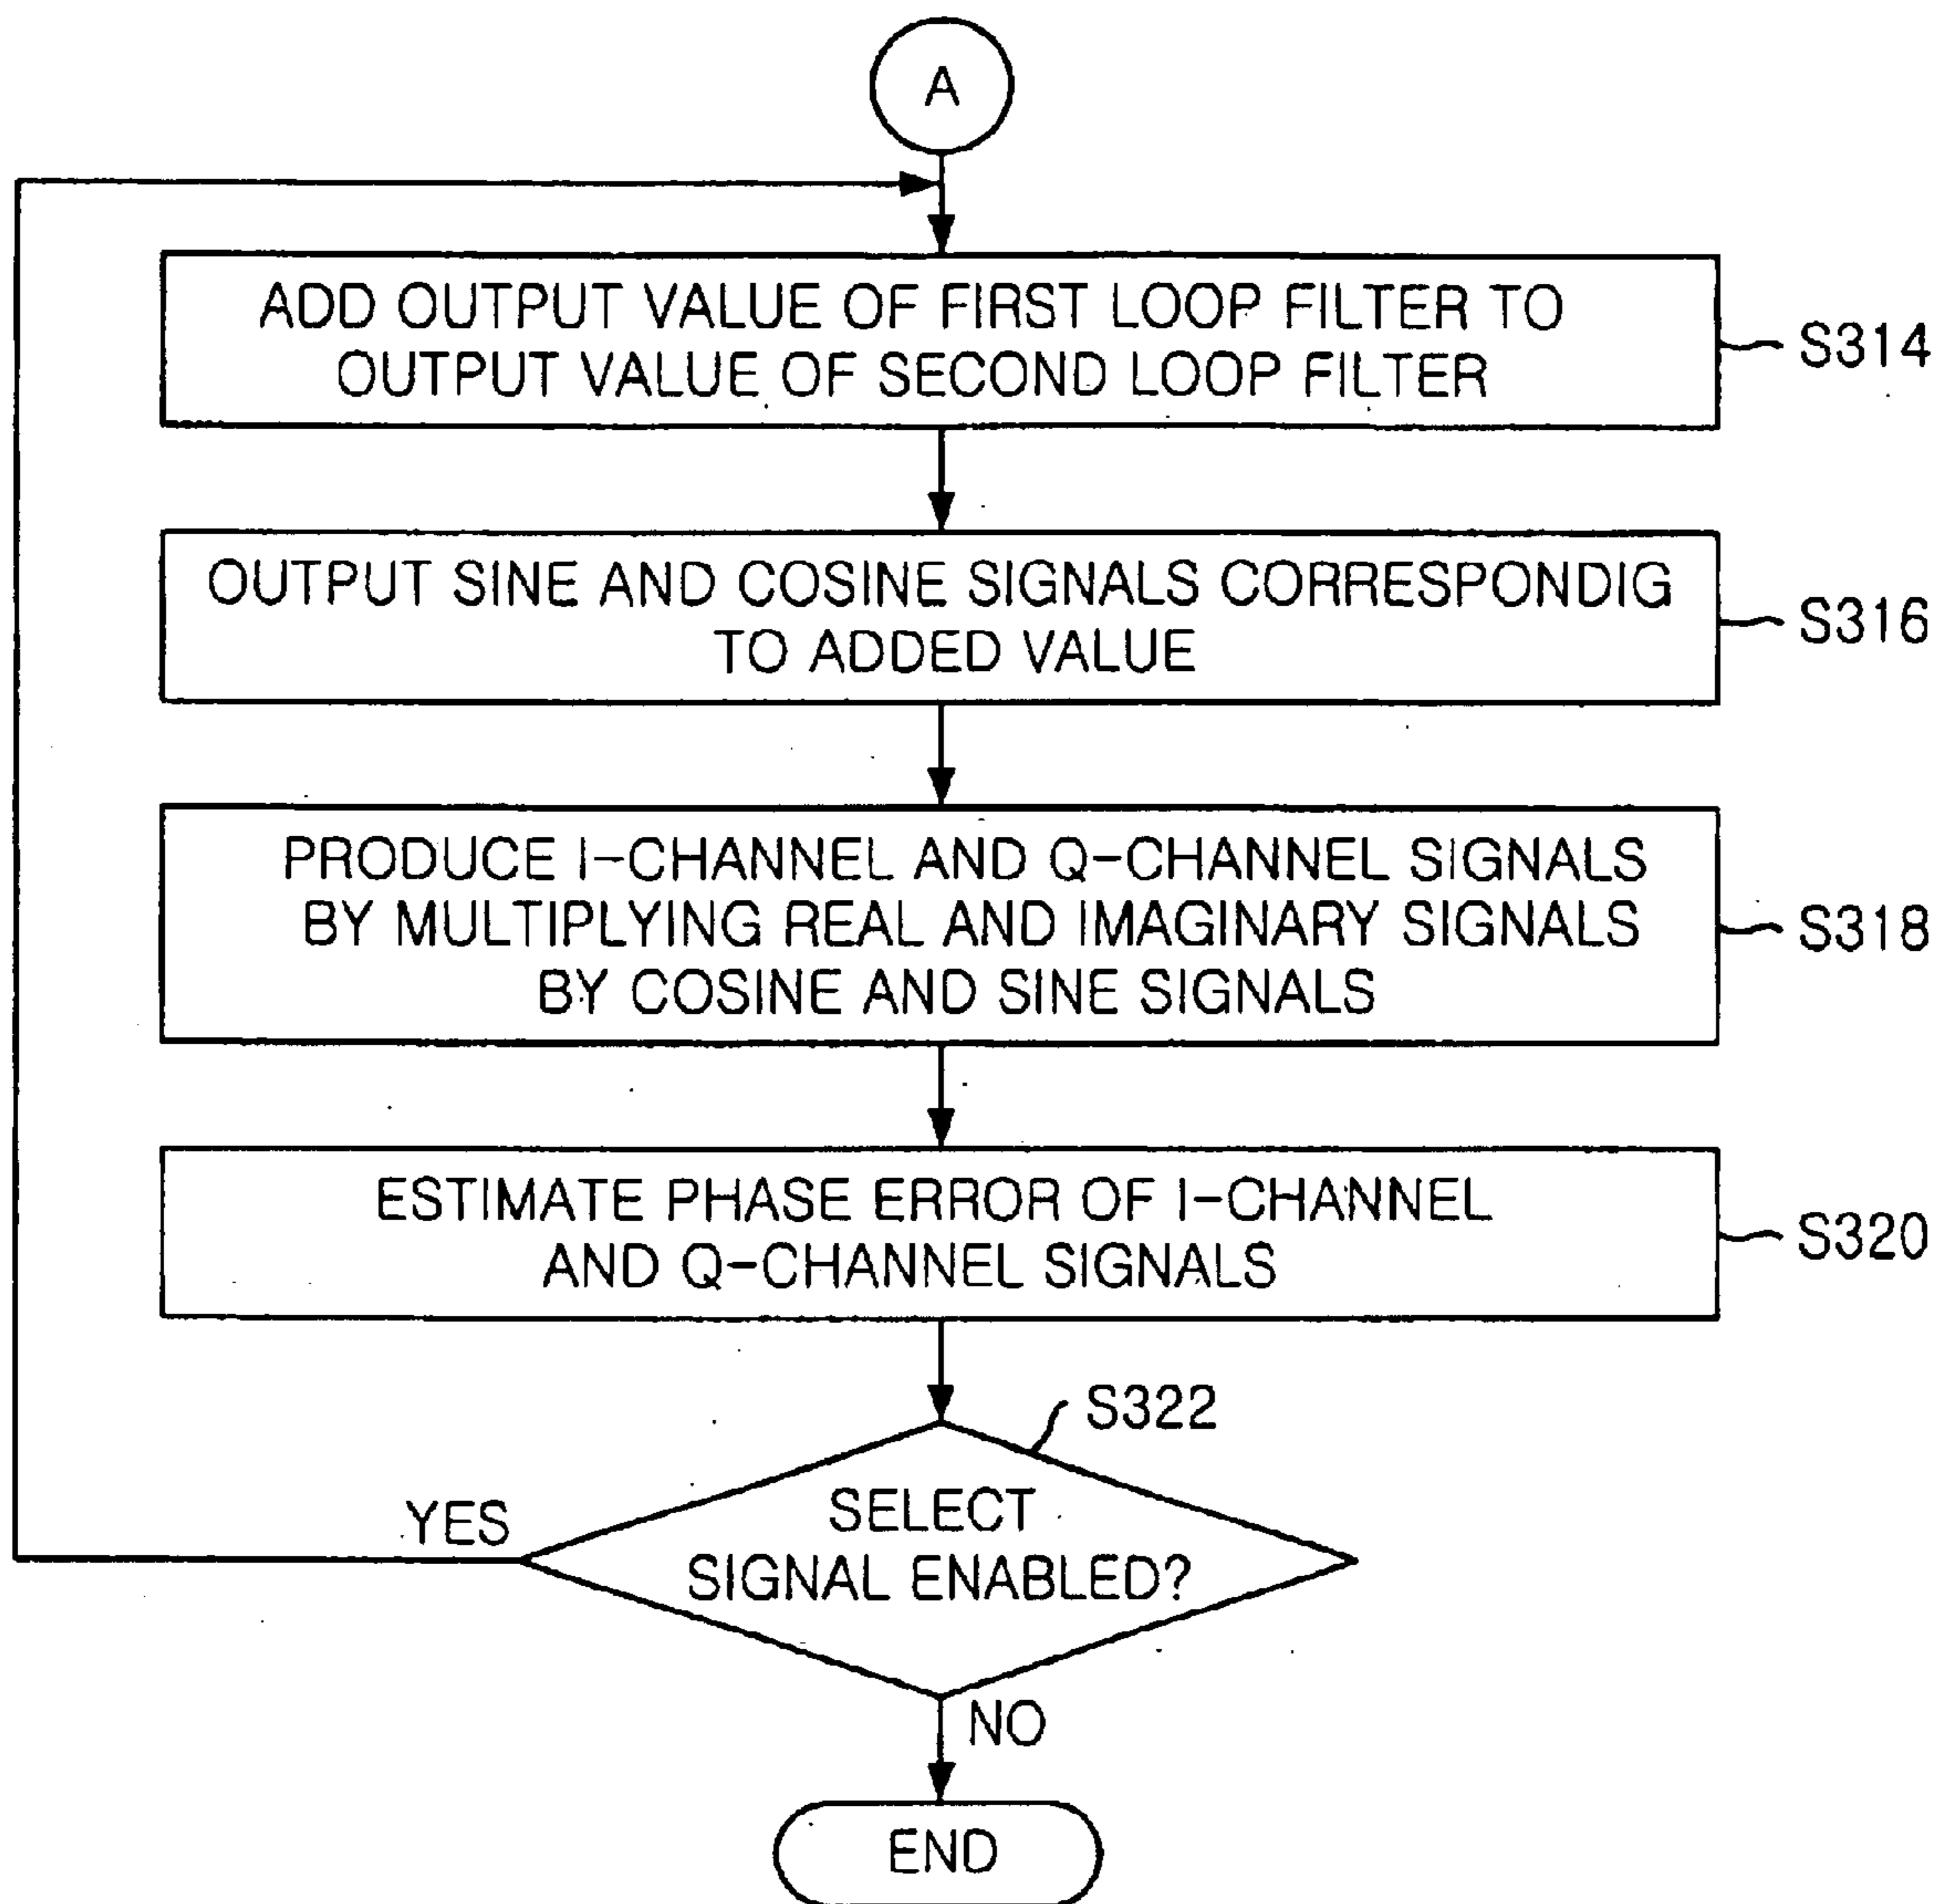 A
ADD OUTPUT VALUE OF FIRST LOOP FILTER TO
OUTPUT VALUE OF SECOND LOOP FILTER
S314
OUTPUT SINE AND COSINE SIGNALS CORRESPONDIG
TO ADDED VALUE
S316
PRODUCE I-CHANNEL AND Q-CHANNEL SIGNALS
BY MULTIPLYING REAL AND IMAGINARY SIGNALS
BY COSINE AND SINE SIGNALS
S318
ESTIMATE PHASE ERROR OF I-CHANNEL
AND Q-CHANNEL SIGNALS
S320
S322
YES
SELECT
SIGNAL ENABLED?
NO
END